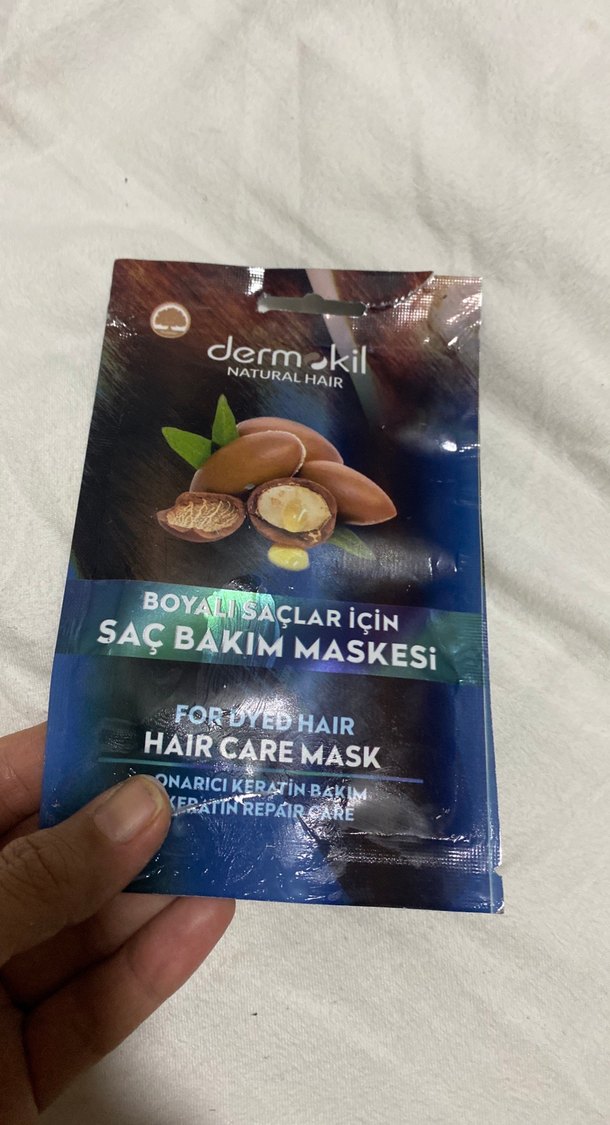 dermokil
NATURAL HAIR
BOYALI SAÇLAR İÇİN
SAÇ BAKIM MASKESİ
FOR DYED HAIR
HAIR CARE MASK
ONARICI KERATİN BAKIM
KERATIN REPAIR CARE